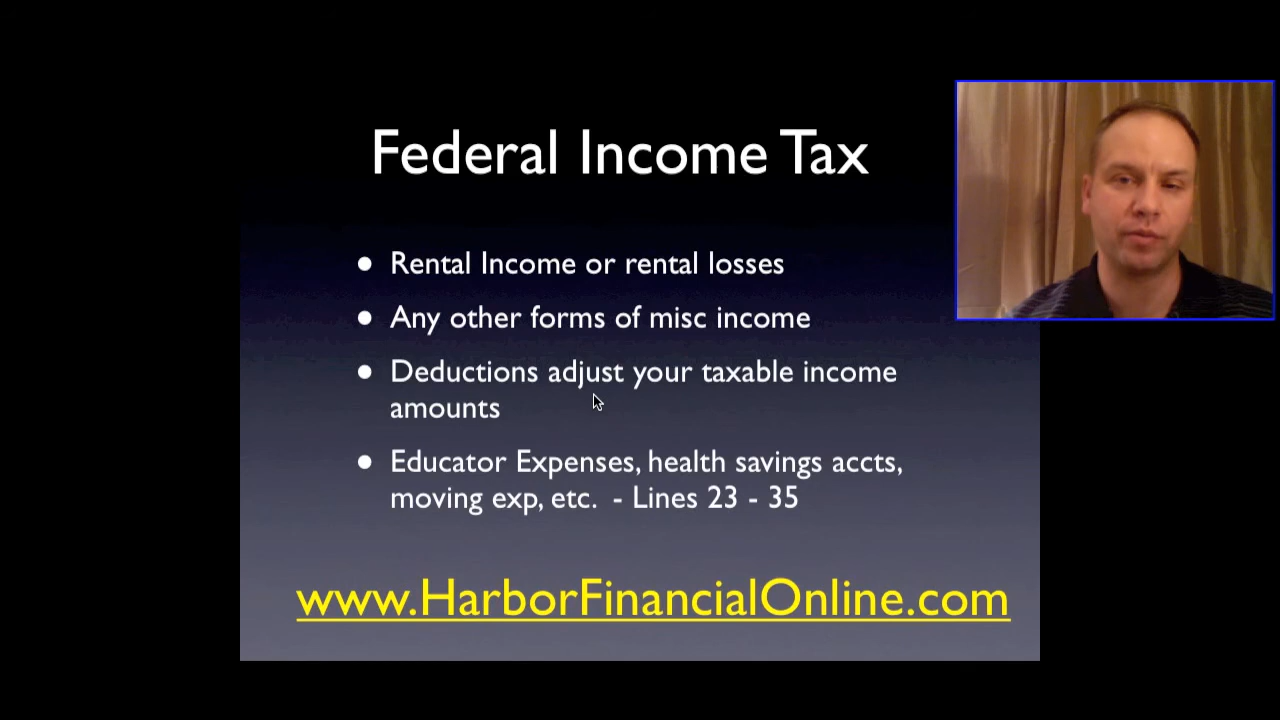 Federal Income Tax
Rental Income or rental losses
Any other forms of misc income
Deductions adjust your taxable income
amounts
Educator Expenses, health savings accts,
moving exp, etc.  - Lines 23 - 35
www.HarborFinancialOnline.com